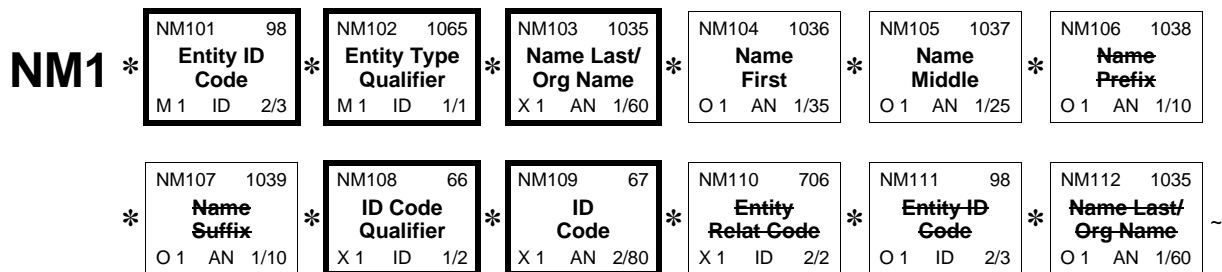 NM101 98 NM102 1065 NM103 1035 NM104 1036 NM105 1037 NM106 1038
NM1 * Entity ID * Entity Type * Name Last/ * Name * Name * Name
Code Qualifier Org Name First Middle Prefix
M 1 ID 2/3 M 1 ID 1/1 X 1 AN 1/60 O 1 AN 1/35 O 1 AN 1/25 O 1 AN 1/10
NM107 1039 NM108 66 NM109 67 NM110 706 NM111 98 NM112 1035
* Name * ID Code * ID * Entity * Entity ID * Name Last/ ~
Suffix Qualifier Code Relat Code Code Org Name
O 1 AN 1/10 X 1 ID 1/2 X 1 AN 2/80 X 1 ID 2/2 O 1 ID 2/3 O 1 AN 1/60